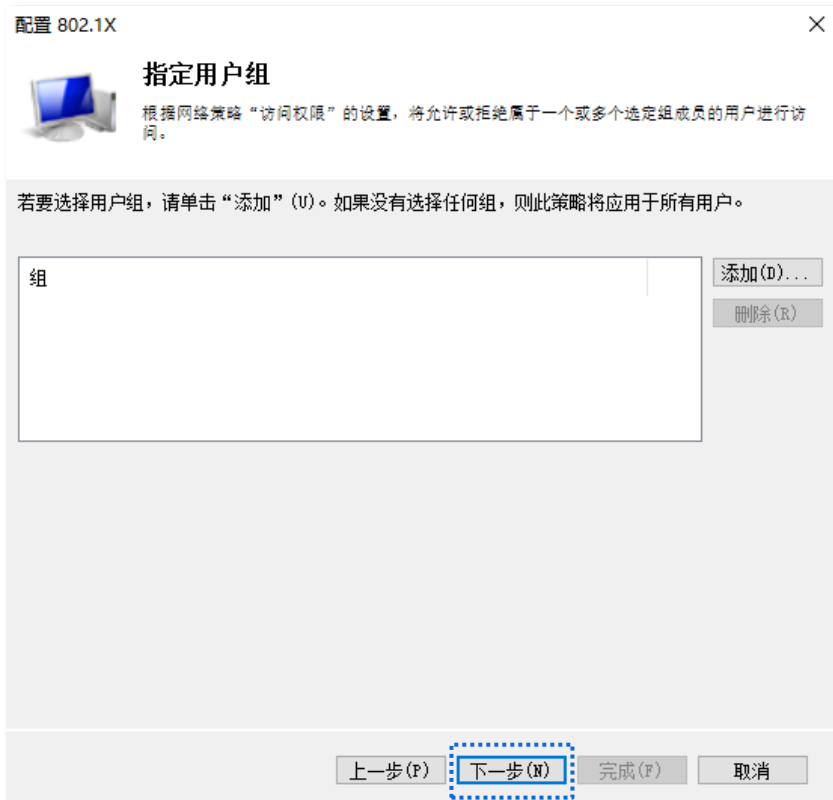 配置 802.1X
指定用户组
根据网络策略“访问权限”的设置，将允许或拒绝属于一个或多个选定组成员的用户进行访
问。
若要选择用户组，请单击“添加”(U)。如果没有选择任何组，则此策略将应用于所有用户。
组
添加(D)...
删除(R)
上一步(P) 下一步(N) 完成(F) 取消